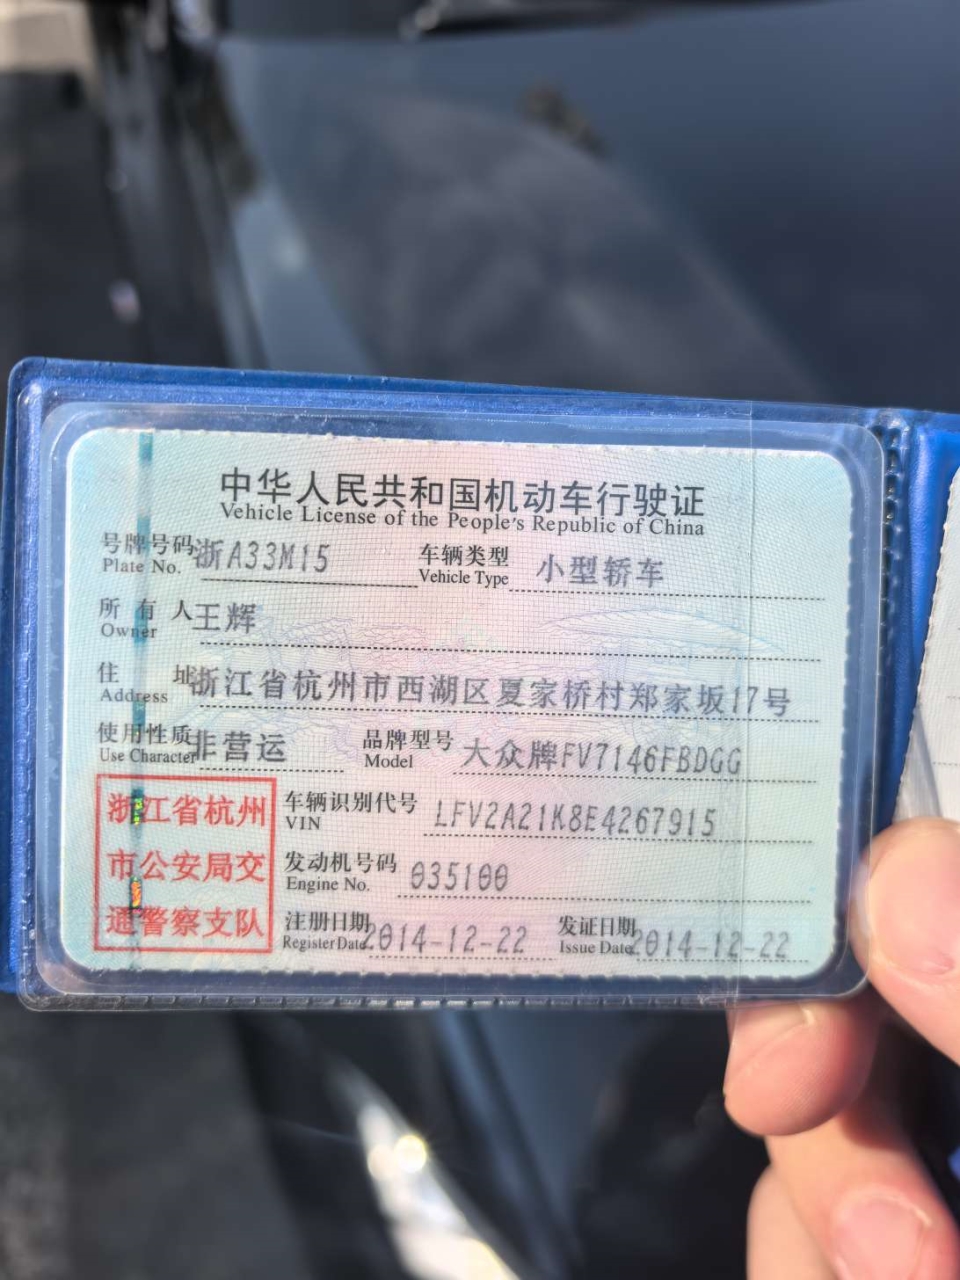 中华人民共和国机动车行驶证
Vehicle License of the People's Republic of China
号牌号码 浙A33M15 车辆类型 小型轿车
Plate No. Vehicle Type
所有人 王辉
Owner
住址 浙江省杭州市西湖区夏家桥村郑家坂17号
Address
使用性质 非营运 品牌型号 大众牌FV7146FBDGG
Use Character Model
浙江省杭州
市公安局交
通警察支队
车辆识别代号 LFV2A21K8E4267915
VIN
发动机号码 035100
Engine No.
注册日期 2014-12-22 发证日期 2014-12-22
Register Date Issue Date